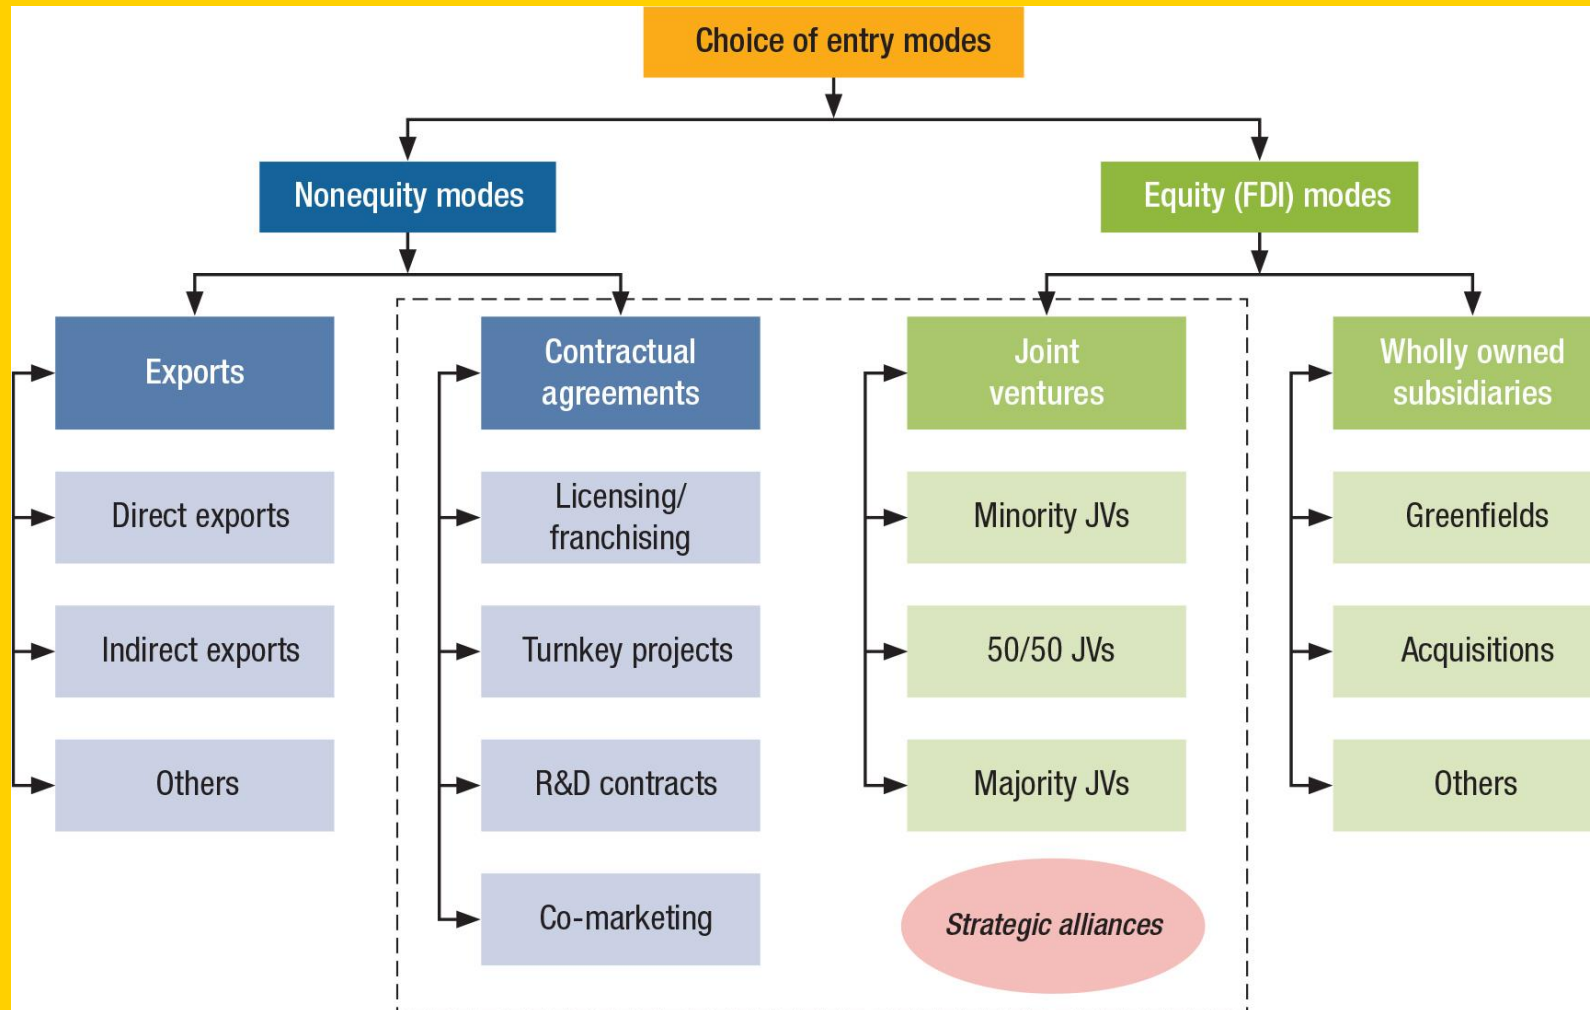 Choice of entry modes
Nonequity modes
Equity (FDI) modes
Exports
Direct exports
Indirect exports
Others
Contractual
agreements
Licensing/
franchising
Turnkey projects
R&D contracts
Co-marketing
Joint
ventures
Minority JVs
50/50 JVs
Majority JVs
Strategic alliances
Wholly owned
subsidiaries
Greenfields
Acquisitions
Others